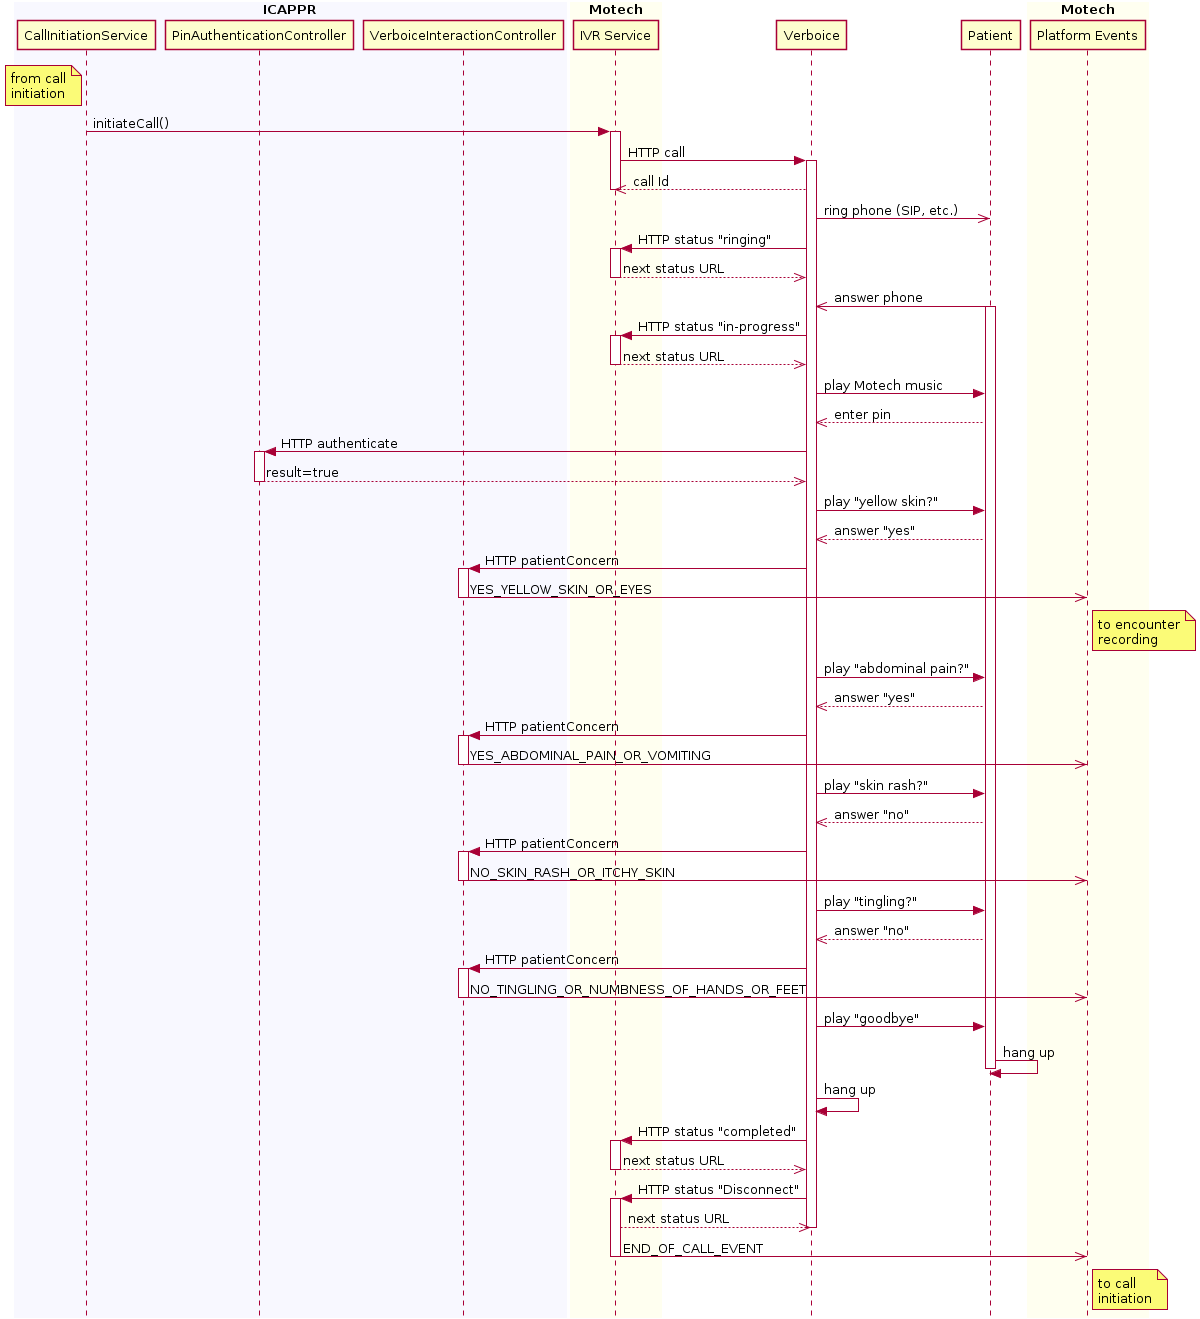 ICAPPR
Motech
Motech
CallInitiationService
PinAuthenticationController
VerboiceInteractionController
IVR Service
Verboice
Patient
Platform Events
from call
initiation
initiateCall()
HTTP call
call Id
ring phone (SIP, etc.)
HTTP status "ringing"
next status URL
answer phone
HTTP status "in-progress"
next status URL
play Motech music
enter pin
HTTP authenticate
result=true
play "yellow skin?"
answer "yes"
HTTP patientConcern
YES_YELLOW_SKIN_OR_EYES
to encounter
recording
play "abdominal pain?"
answer "yes"
HTTP patientConcern
YES_ABDOMINAL_PAIN_OR_VOMITING
play "skin rash?"
answer "no"
HTTP patientConcern
NO_SKIN_RASH_OR_ITCHY_SKIN
play "tingling?"
answer "no"
HTTP patientConcern
NO_TINGLING_OR_NUMBNESS_OF_HANDS_OR_FEET
play "goodbye"
hang up
hang up
HTTP status "completed"
next status URL
HTTP status "Disconnect"
next status URL
END_OF_CALL_EVENT
to call
initiation